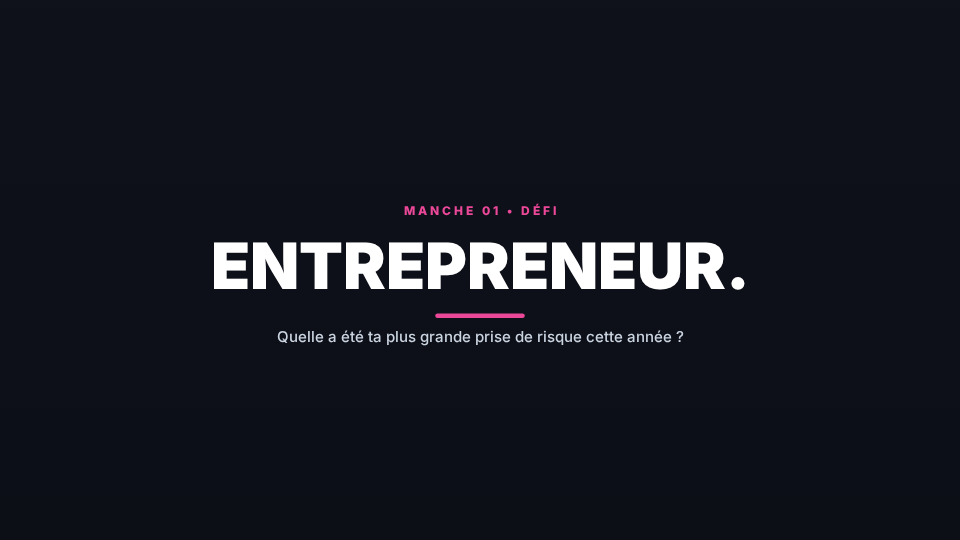 MANCHE 01 • DÉFI
ENTREPRENEUR.
Quelle a été ta plus grande prise de risque cette année ?